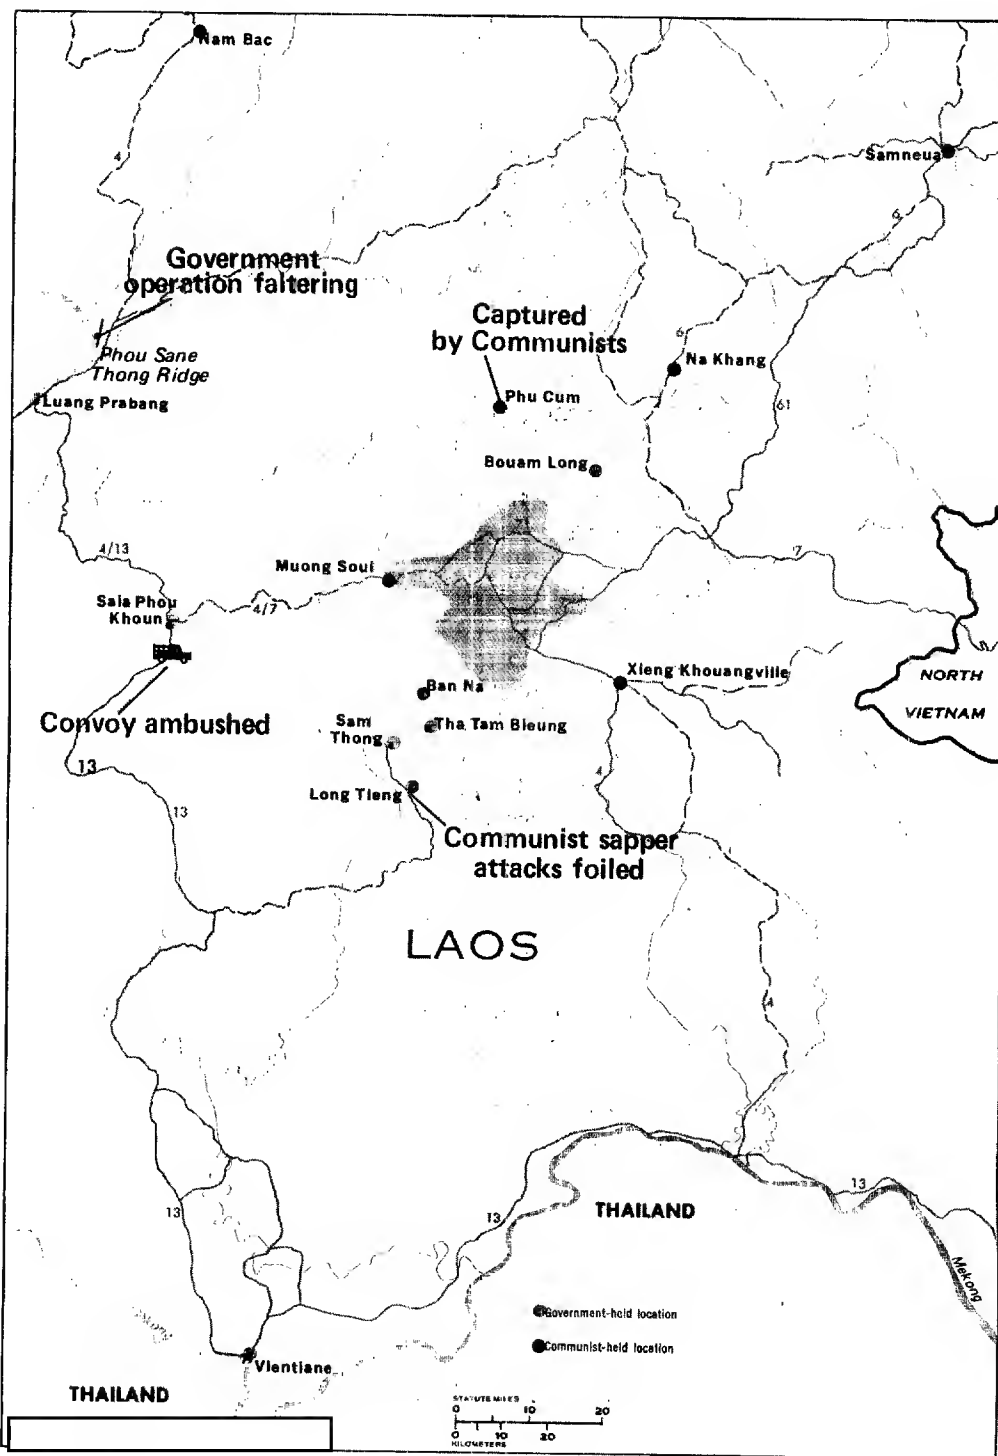 Nam Bac
4
Samneua
6
Government
operation faltering
Captured
by Communists
6
Phou Sane
Thong Ridge
Na Khang
Luang Prabang
Phu Cum
61
Bouam Long
4/13
7
Muong Soui
Sala Phou
Khoun
4/7
Xieng Khouangville
NORTH
VIETNAM
Ban Na
Convoy ambushed
Sam
Thong
Tha Tam Bleung
13
4
Long Tieng
13
Communist sapper
attacks foiled
LAOS
4
13
13
13
THAILAND
Mekong
Government-held location
Mekong
Communist-held location
Vientiane
THAILAND
STATUTE MILES
0 20
0 10 20
KILOMETERS